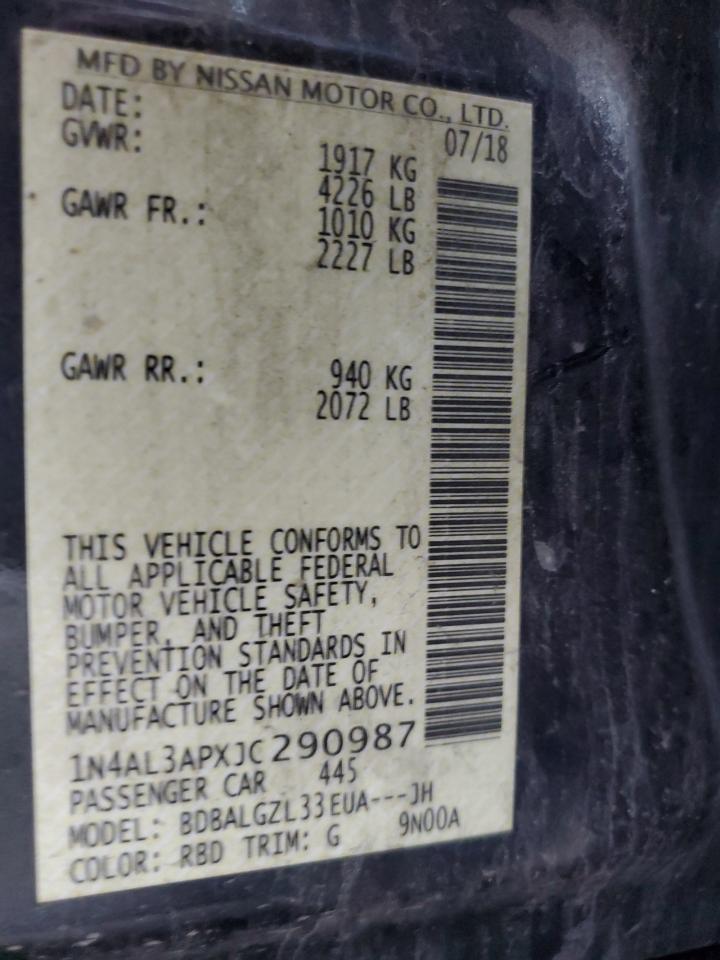 MFD BY NISSAN MOTOR CO., LTD.
DATE: 07/18
GVWR: 1917 KG
4226 LB
GAWR FR.: 1010 KG
2227 LB
GAWR RR.: 940 KG
2072 LB
THIS VEHICLE CONFORMS TO
ALL APPLICABLE FEDERAL
MOTOR VEHICLE SAFETY,
BUMPER, AND THEFT
PREVENTION STANDARDS IN
EFFECT ON THE DATE OF
MANUFACTURE SHOWN ABOVE.
1N4AL3APXJC290987
PASSENGER CAR 445
MODEL: BDBALGZL33EUA---JH
COLOR: RBD TRIM: G 9N00A